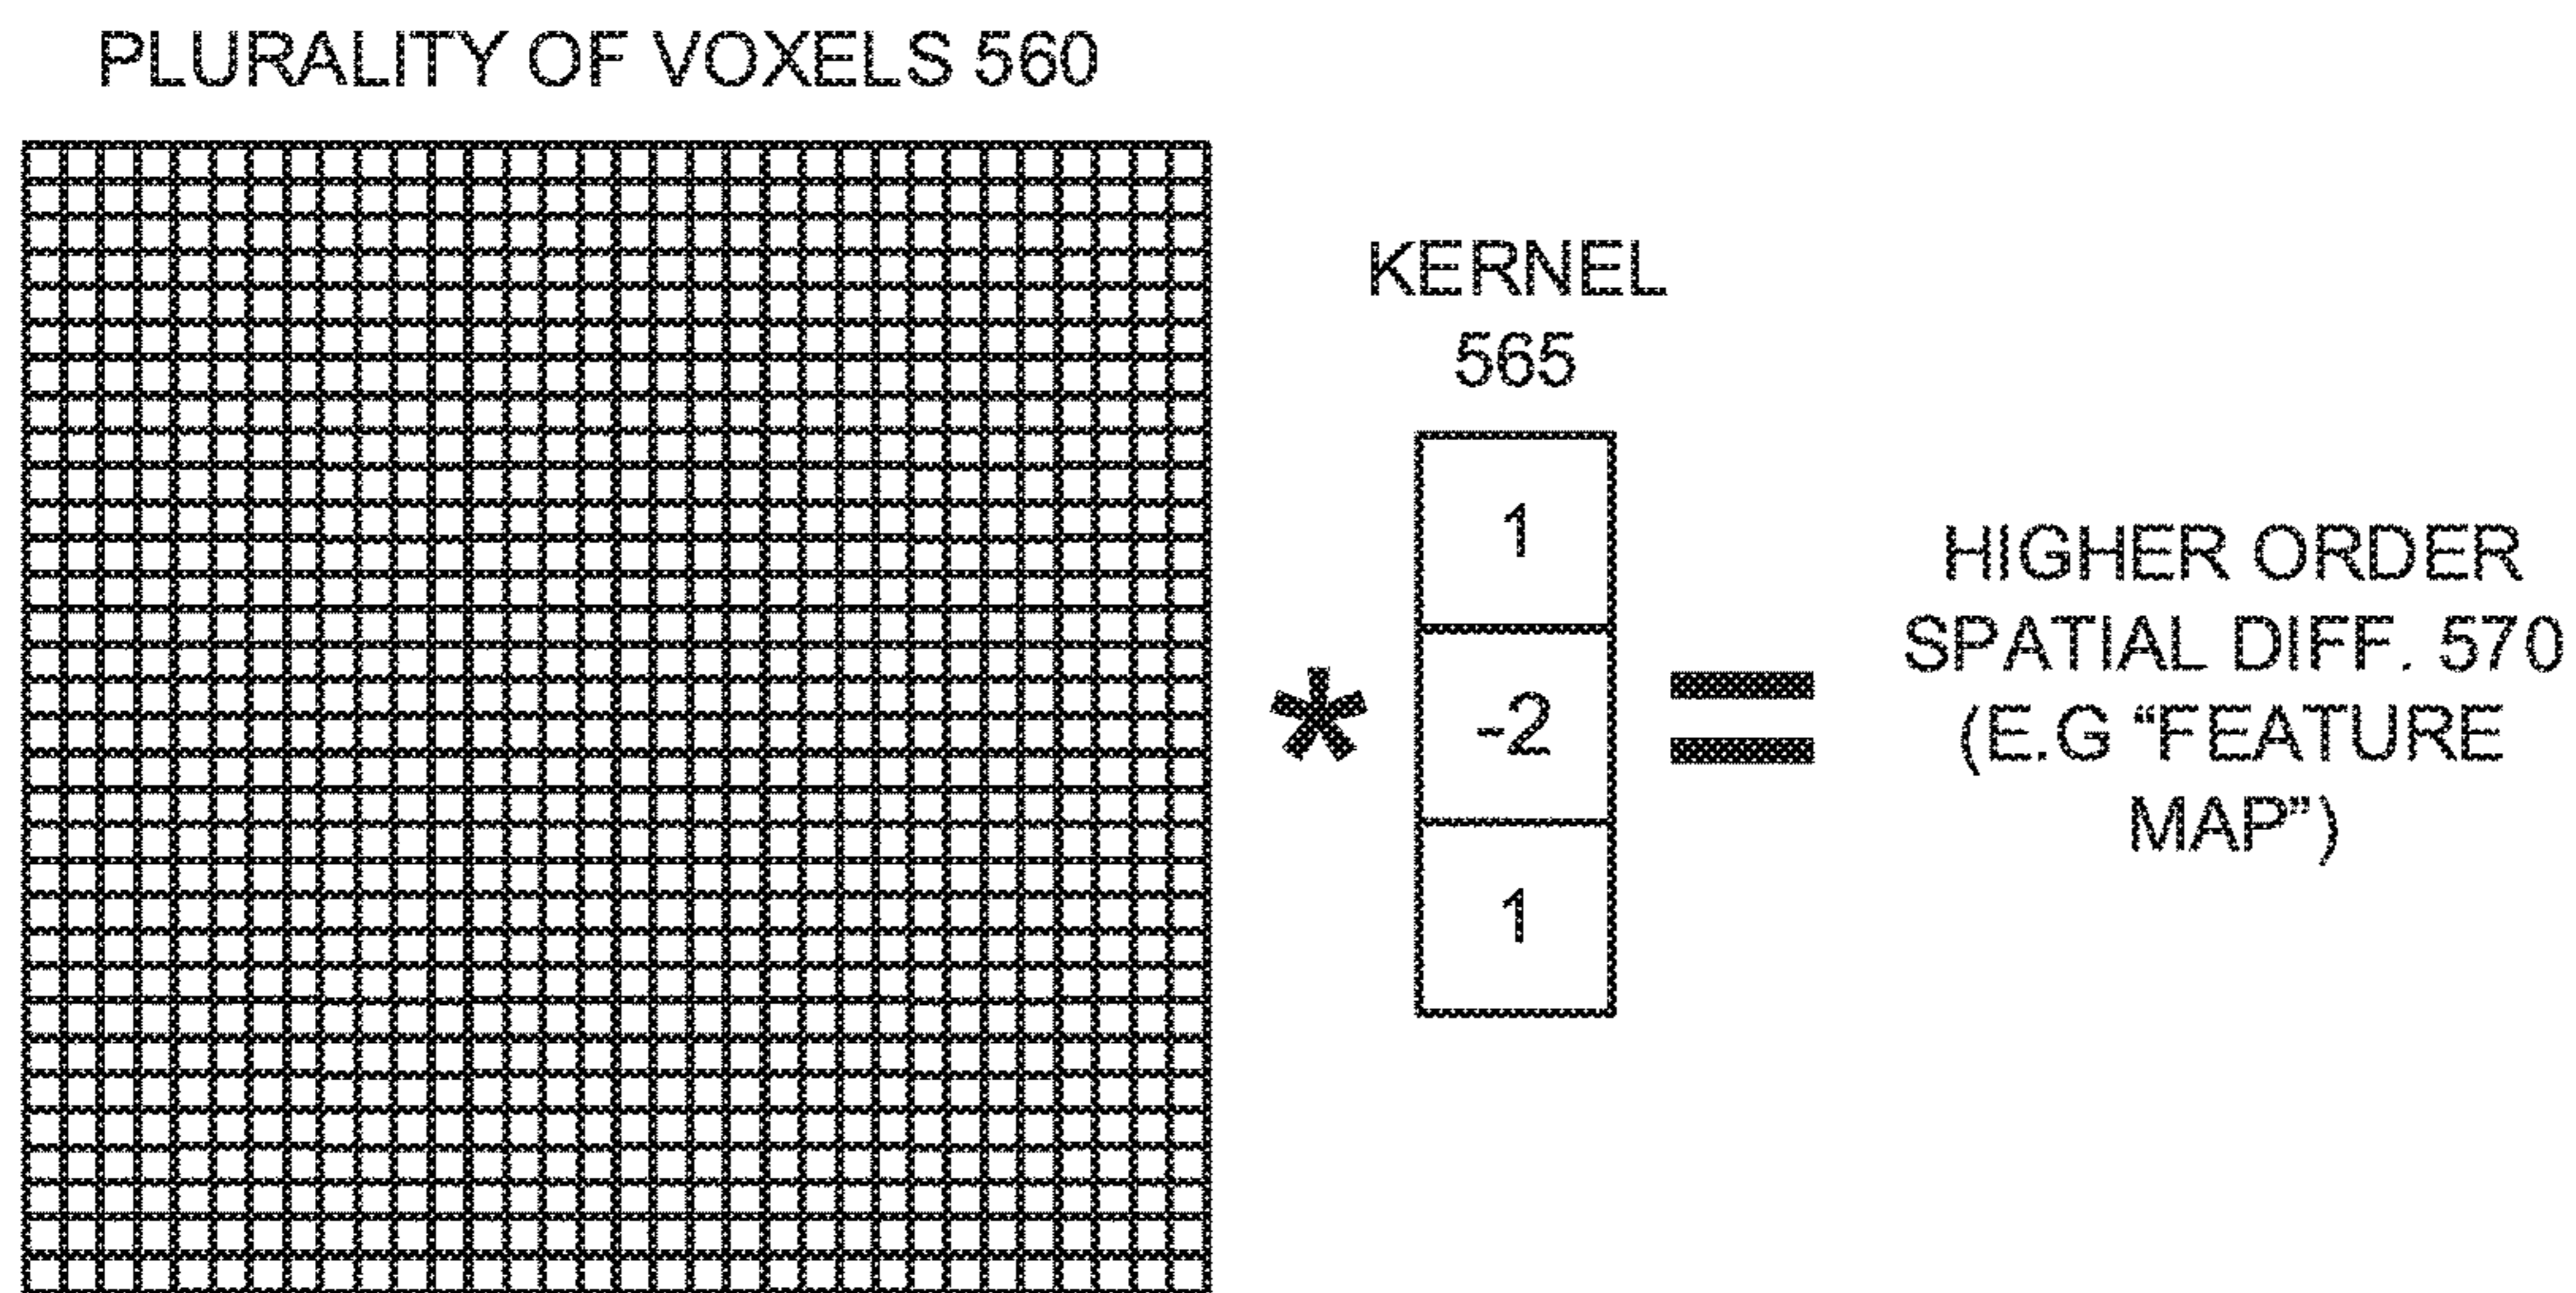 PLURALITY OF VOXELS 560
KERNEL
565
1
-2
1
*
=
HIGHER ORDER
SPATIAL DIFF. 570
(E.G “FEATURE
MAP”)